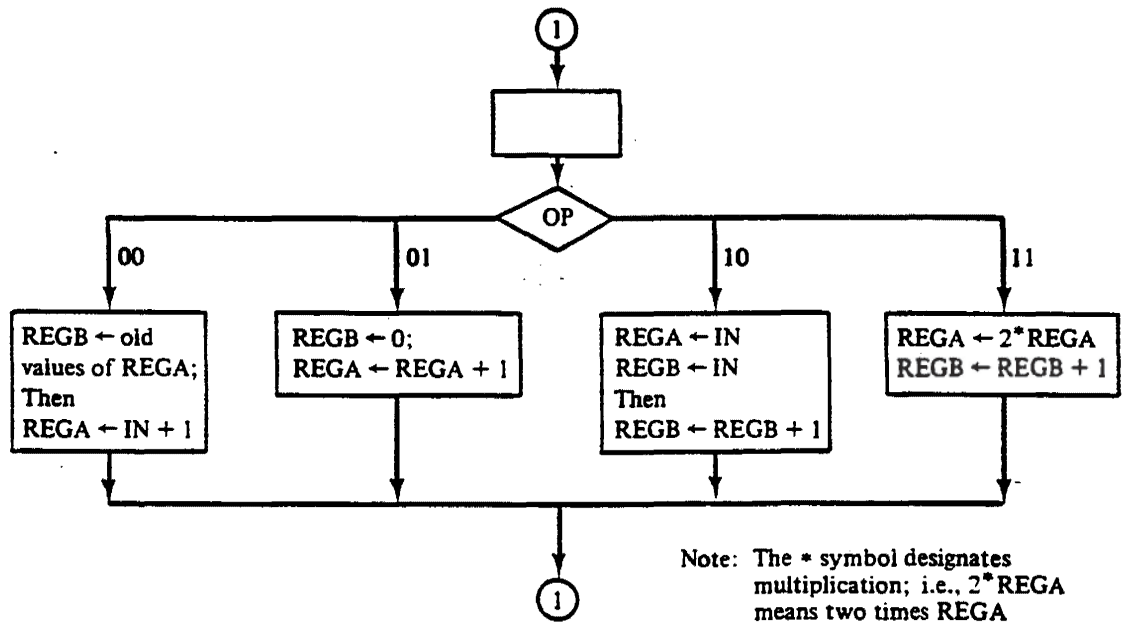 1
OP
00
01
10
11
REGB ← old
values of REGA;
Then
REGA ← IN + 1
REGB ← 0;
REGA ← REGA + 1
REGA ← IN
REGB ← IN
Then
REGB ← REGB + 1
REGA ← 2*REGA
REGB ← REGB + 1
Note: The * symbol designates
multiplication; i.e., 2*REGA
means two times REGA
1